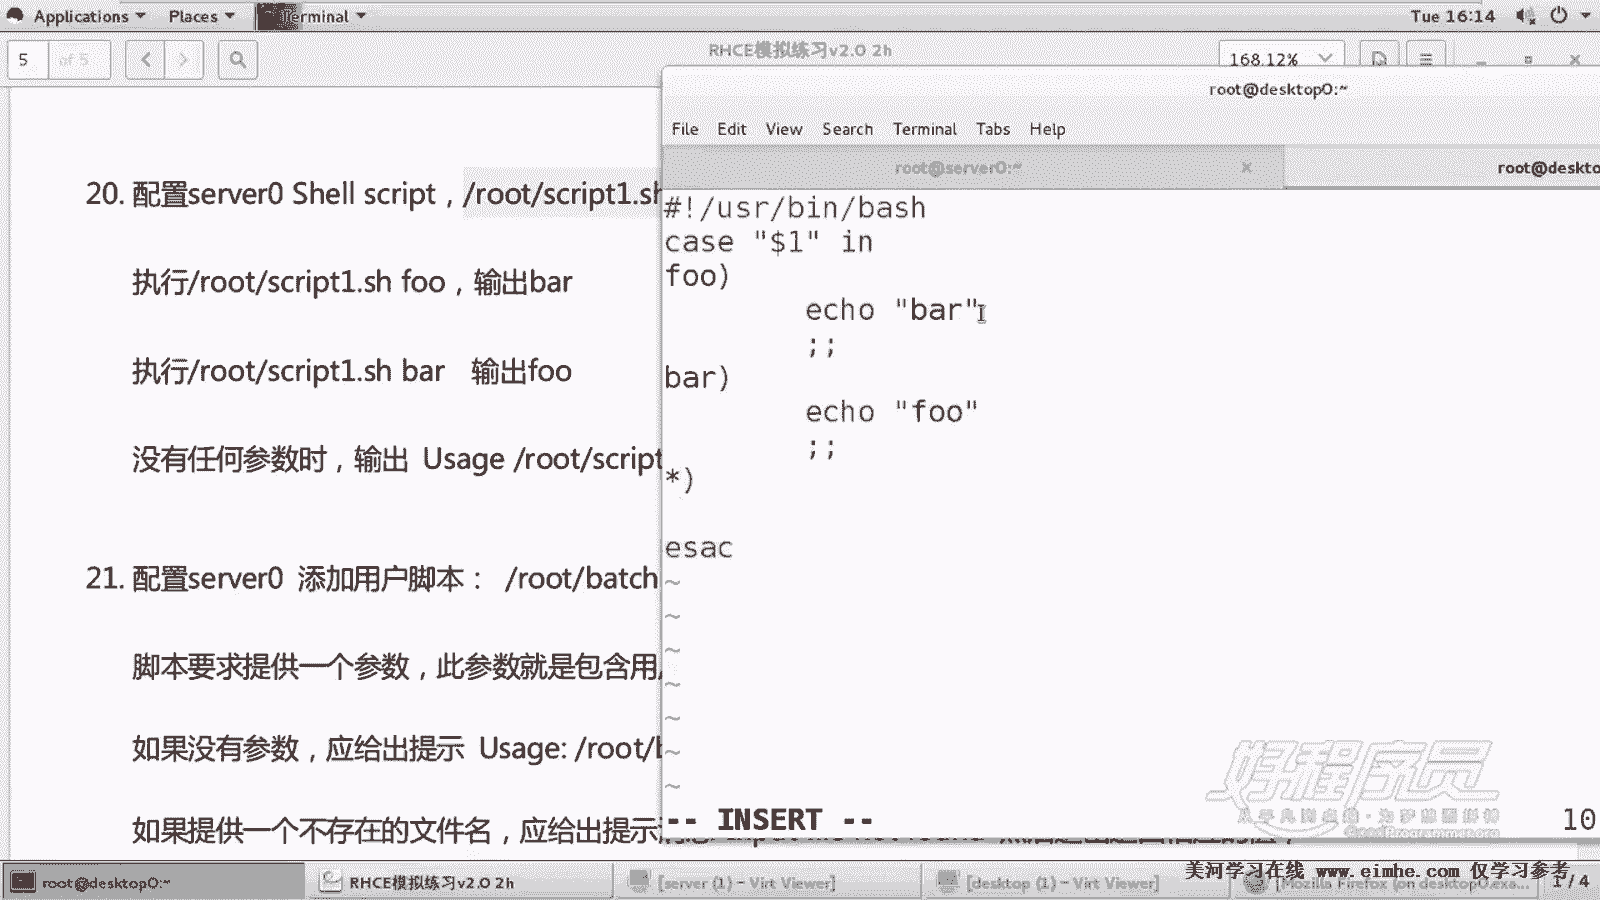 Applications Places Terminal Tue 16:14
5 of 5 RHCE模拟练习v2.0 2h 168.12%
root@desktop0:~
File Edit View Search Terminal Tabs Help
root@server0:~ × root@deskto
20. 配置server0 Shell script，/root/script1.sh
执行/root/script1.sh foo，输出bar
执行/root/script1.sh bar 输出foo
没有任何参数时，输出 Usage /root/script
21. 配置server0 添加用户脚本： /root/batch
脚本要求提供一个参数，此参数就是包含用
如果没有参数，应给出提示 Usage: /root/b
如果提供一个不存在的文件名，应给出提示
#!/usr/bin/bash
case "$1" in
foo)
echo "bar"
;;
bar)
echo "foo"
;;
*)
esac
~
~
~
~
~
~
~
-- INSERT -- 10
好程序员
GoodProgrammer.com
美河学习在线 www.eimhe.com 仅学习参考
root@desktop0:~ RHCE模拟练习v2.0 2h [server (1) - Virt Viewer] [desktop (1) - Virt Viewer] [Mozilla Firefox (on desktop0.exa... 1 / 4